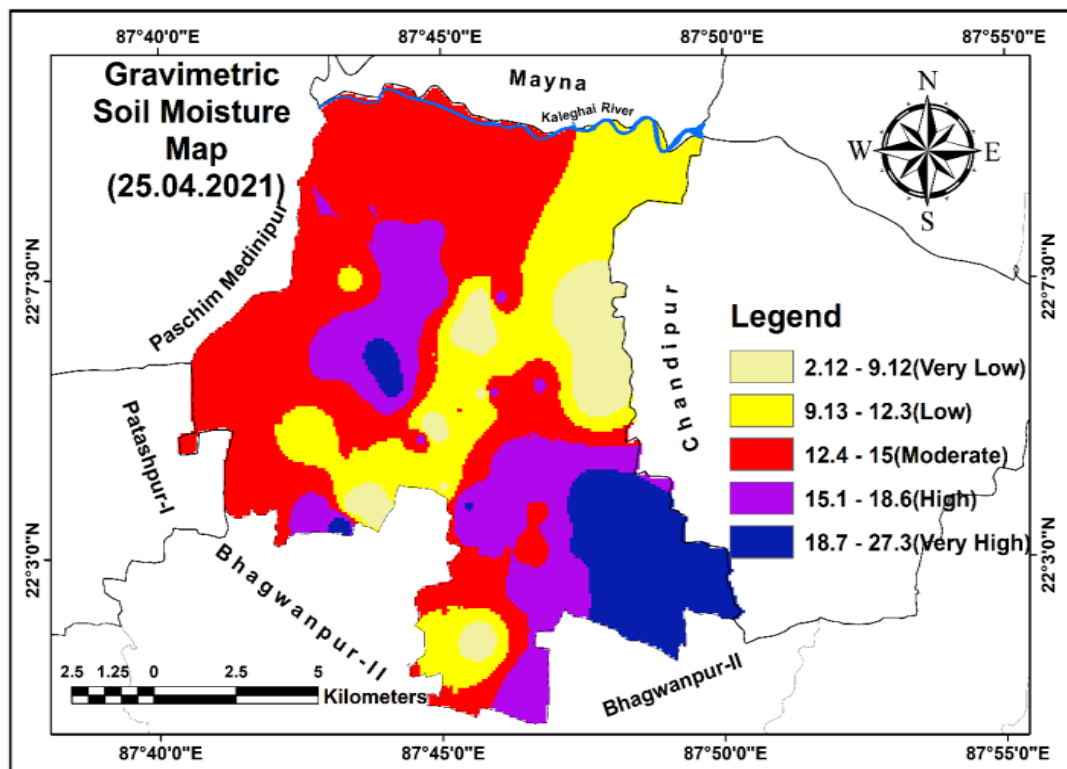 87°40'0"E 87°45'0"E 87°50'0"E 87°55'0"E
Gravimetric
Soil Moisture
Map
(25.04.2021)
Mayna
Kaleghai River
N
W E
S
22°7'30"N
22°7'30"N
Paschim Medinipur
Chandipur
Legend
2.12 - 9.12(Very Low)
9.13 - 12.3(Low)
12.4 - 15(Moderate)
15.1 - 18.6(High)
18.7 - 27.3(Very High)
Patashpur-I
22°3'0"N
22°3'0"N
Bhagwanpur-II
Bhagwanpur-II
2.5 1.25 0 2.5 5
Kilometers
87°40'0"E 87°45'0"E 87°50'0"E 87°55'0"E